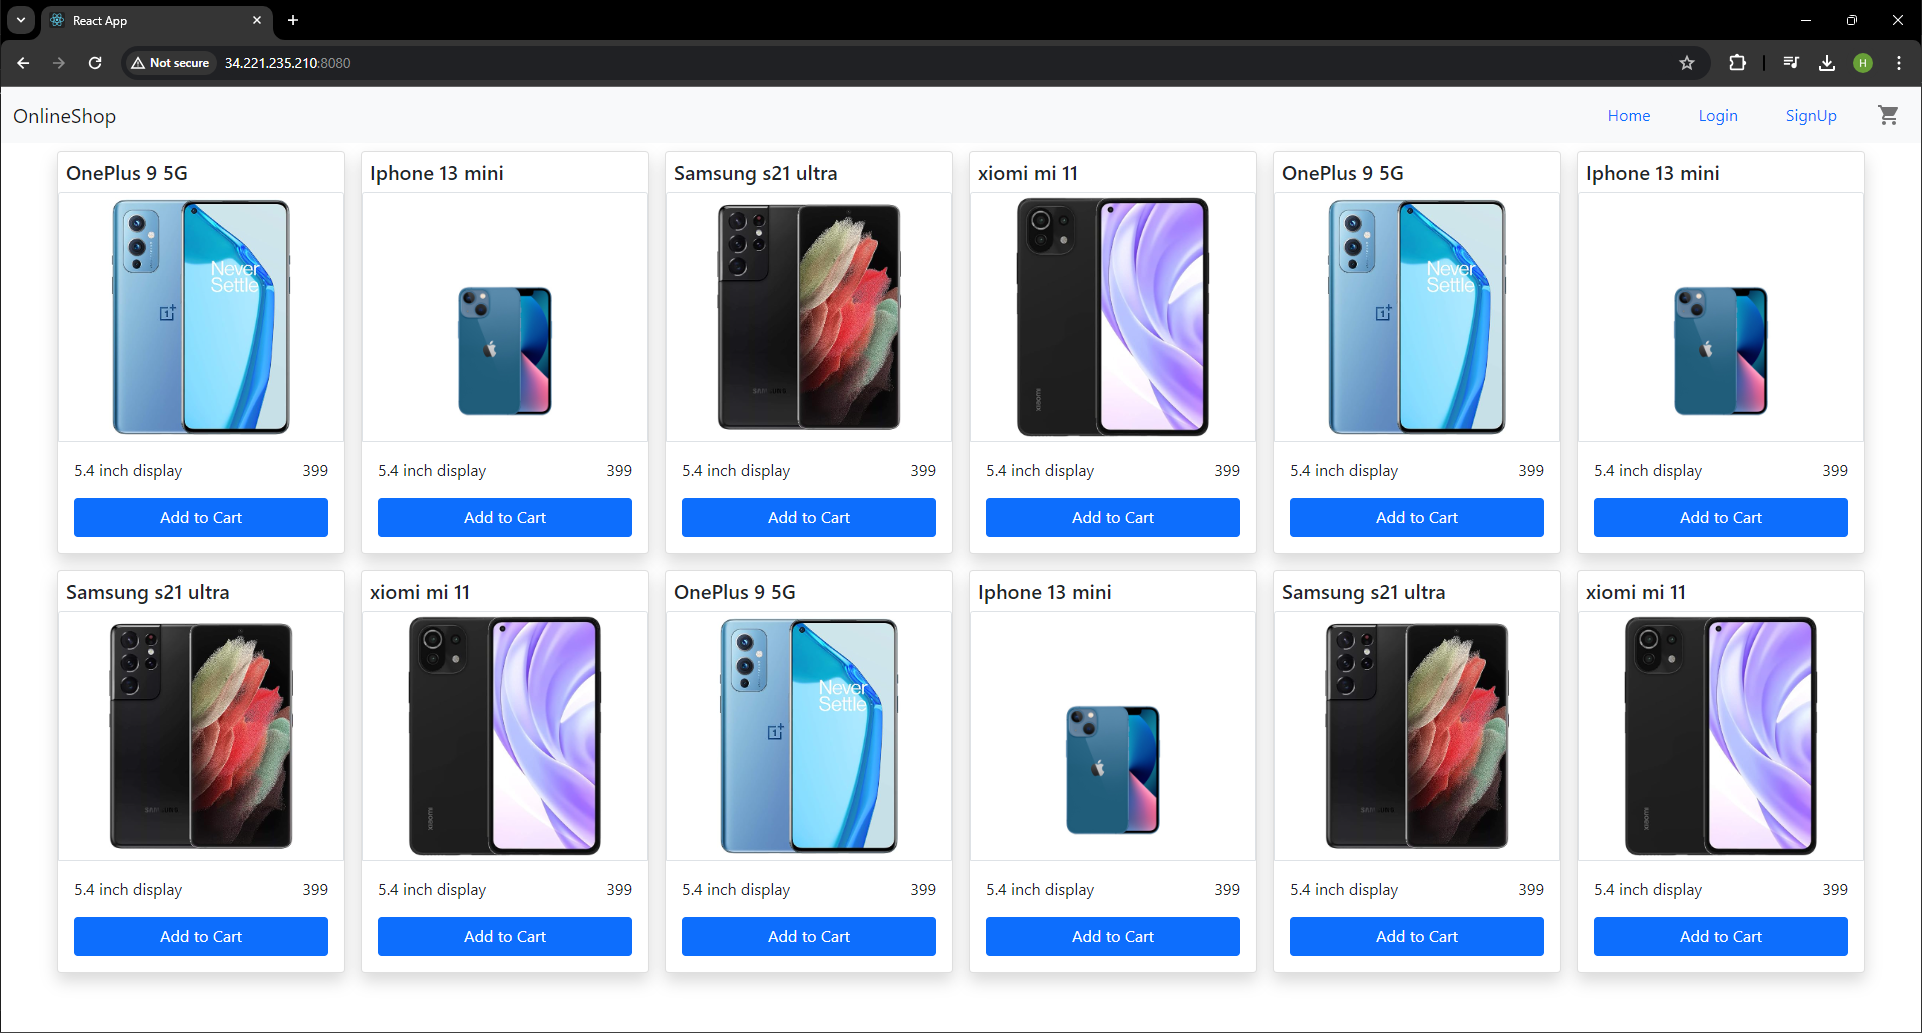 React App
Not secure
34.221.235.210:8080
H
OnlineShop
Home
Login
SignUp
OnePlus 9 5G
Iphone 13 mini
Samsung s21 ultra
xiomi mi 11
OnePlus 9 5G
Iphone 13 mini
Never
Settle
SAMSUNG
XIAOMI
Never
Settle
5.4 inch display 399
5.4 inch display 399
5.4 inch display 399
5.4 inch display 399
5.4 inch display 399
5.4 inch display 399
Add to Cart
Add to Cart
Add to Cart
Add to Cart
Add to Cart
Add to Cart
Samsung s21 ultra
xiomi mi 11
OnePlus 9 5G
Iphone 13 mini
Samsung s21 ultra
xiomi mi 11
SAMSUNG
XIAOMI
Never
Settle
SAMSUNG
XIAOMI
5.4 inch display 399
5.4 inch display 399
5.4 inch display 399
5.4 inch display 399
5.4 inch display 399
5.4 inch display 399
Add to Cart
Add to Cart
Add to Cart
Add to Cart
Add to Cart
Add to Cart